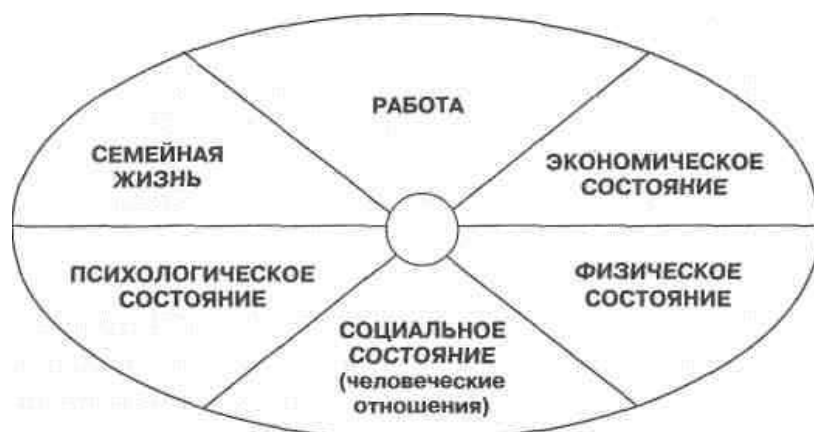 РАБОТА
СЕМЕЙНАЯ
ЖИЗНЬ
ЭКОНОМИЧЕСКОЕ
СОСТОЯНИЕ
ПСИХОЛОГИЧЕСКОЕ
СОСТОЯНИЕ
ФИЗИЧЕСКОЕ
СОСТОЯНИЕ
СОЦИАЛЬНОЕ
СОСТОЯНИЕ
(человеческие
отношения)